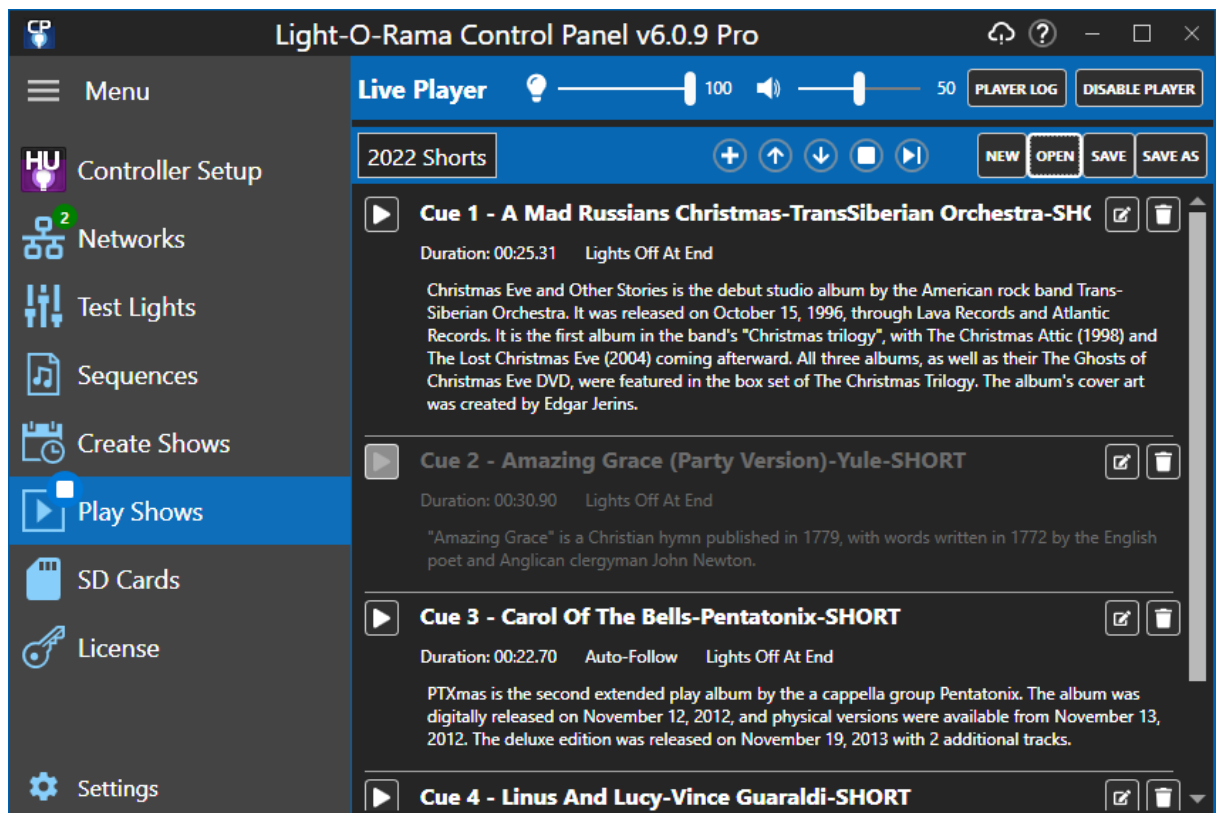 CP
Light-O-Rama Control Panel v6.0.9 Pro
?
Menu
HU
Controller Setup
2
Networks
Test Lights
Sequences
Create Shows
Play Shows
SD Cards
License
Settings
Live Player
100
50
PLAYER LOG
DISABLE PLAYER
2022 Shorts
NEW
OPEN
SAVE
SAVE AS
Cue 1 - A Mad Russians Christmas-TransSiberian Orchestra-SH
Duration: 00:25.31 Lights Off At End
Christmas Eve and Other Stories is the debut studio album by the American rock band Trans-
Siberian Orchestra. It was released on October 15, 1996, through Lava Records and Atlantic
Records. It is the first album in the band's "Christmas trilogy", with The Christmas Attic (1998) and
The Lost Christmas Eve (2004) coming afterward. All three albums, as well as their The Ghosts of
Christmas Eve DVD, were featured in the box set of The Christmas Trilogy. The album's cover art
was created by Edgar Jerins.
Cue 2 - Amazing Grace (Party Version)-Yule-SHORT
Duration: 00:30.90 Lights Off At End
"Amazing Grace" is a Christian hymn published in 1779, with words written in 1772 by the English
poet and Anglican clergyman John Newton.
Cue 3 - Carol Of The Bells-Pentatonix-SHORT
Duration: 00:22.70 Auto-Follow Lights Off At End
PTXmas is the second extended play album by the a cappella group Pentatonix. The album was
digitally released on November 12, 2012, and physical versions were available from November 13,
2012. The deluxe edition was released on November 19, 2013 with 2 additional tracks.
Cue 4 - Linus And Lucy-Vince Guaraldi-SHORT